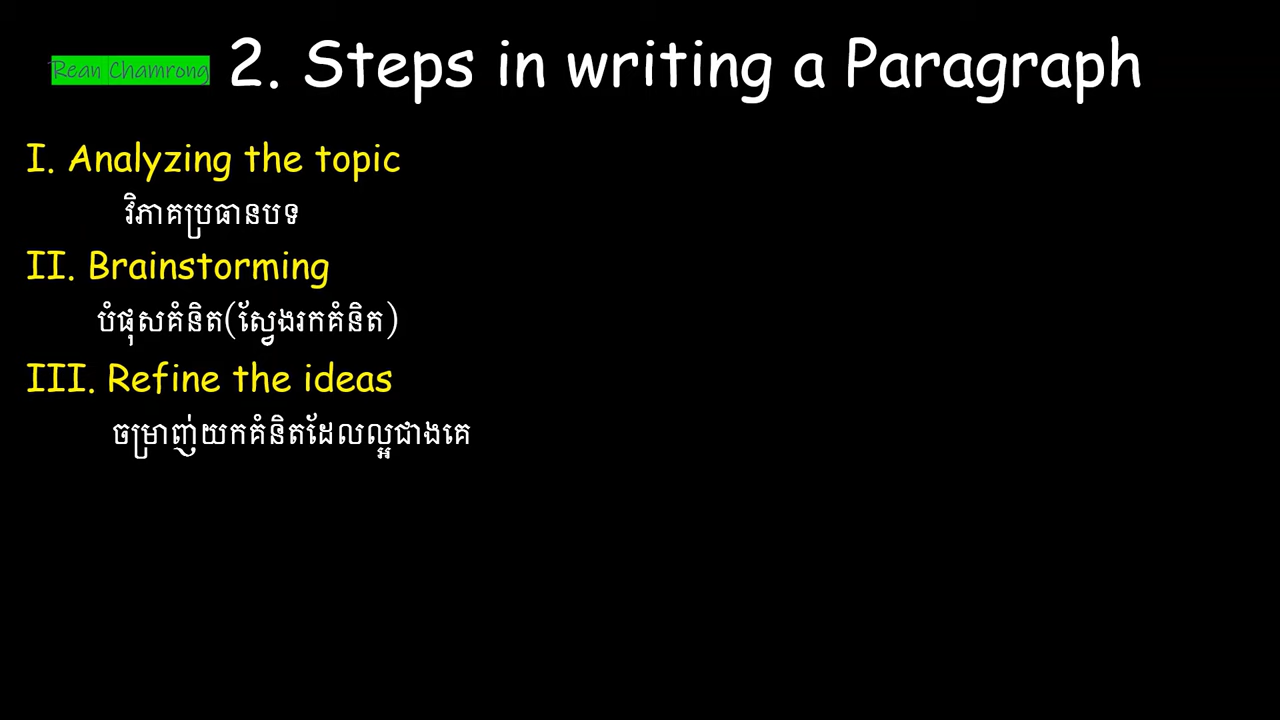 Rean Chamrong
2. Steps in writing a Paragraph
I. Analyzing the topic
វិភាគប្រធានបទ
II. Brainstorming
បំផុសគំនិត(ស្វែងរកគំនិត)
III. Refine the ideas
ចម្រាញ់យកគំនិតដែលល្អជាងគេ